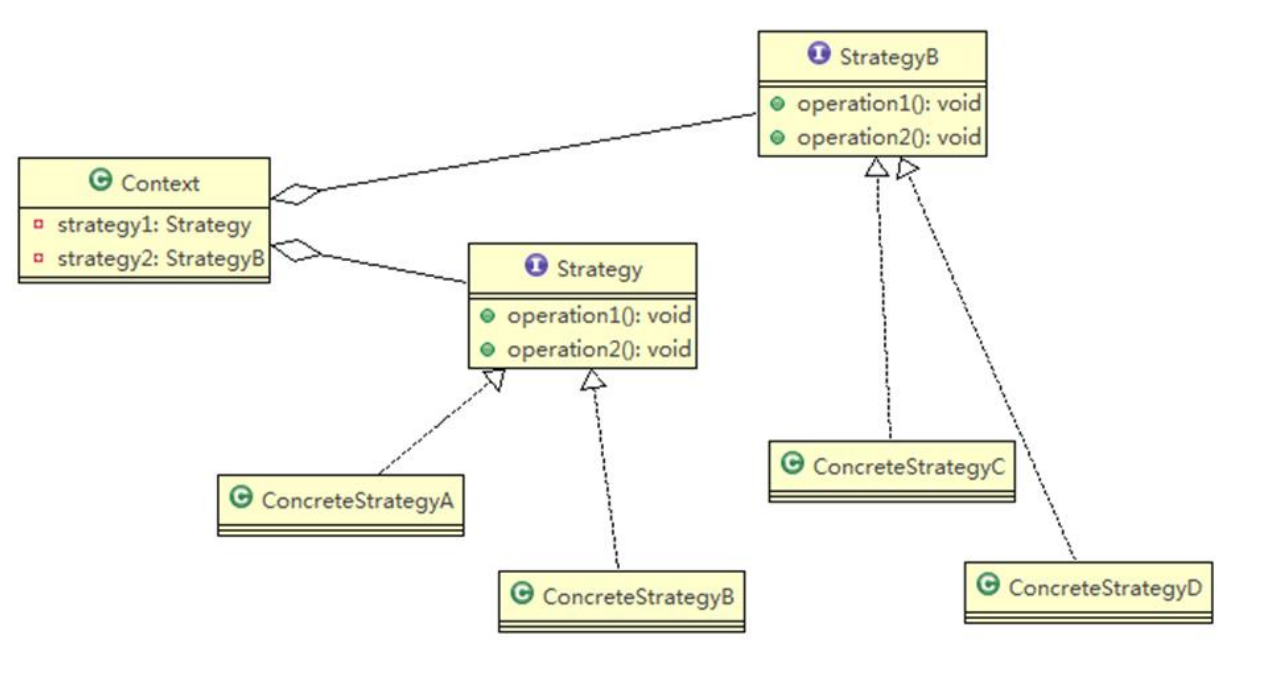 StrategyB
operation1(): void
operation2(): void
Context
strategy1: Strategy
strategy2: StrategyB
Strategy
operation1(): void
operation2(): void
ConcreteStrategyC
ConcreteStrategyA
ConcreteStrategyD
ConcreteStrategyB